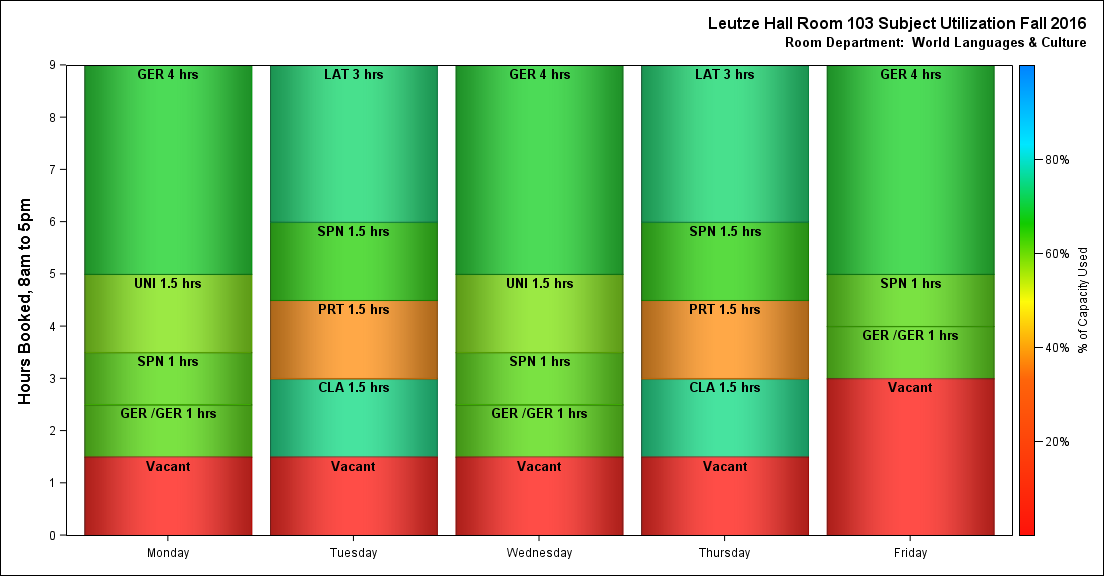 Leutze Hall Room 103 Subject Utilization Fall 2016
Room Department:  World Languages & Culture
Hours Booked, 8am to 5pm
9
8
7
6
5
4
3
2
1
0
GER 4 hrs
UNI 1.5 hrs
SPN 1 hrs
GER /GER 1 hrs
Vacant
LAT 3 hrs
SPN 1.5 hrs
PRT 1.5 hrs
CLA 1.5 hrs
Vacant
GER 4 hrs
UNI 1.5 hrs
SPN 1 hrs
GER /GER 1 hrs
Vacant
LAT 3 hrs
SPN 1.5 hrs
PRT 1.5 hrs
CLA 1.5 hrs
Vacant
GER 4 hrs
SPN 1 hrs
GER /GER 1 hrs
Vacant
Monday
Tuesday
Wednesday
Thursday
Friday
80%
60%
40%
20%
% of Capacity Used